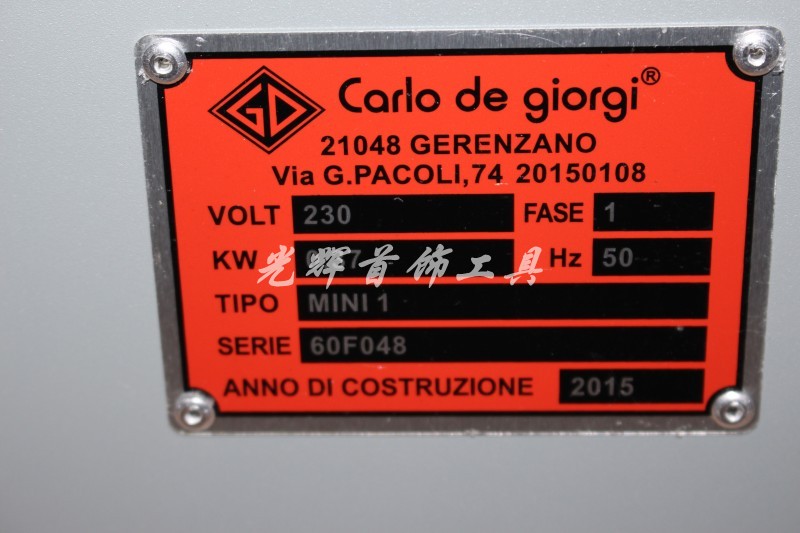 GD Carlo de giorgi®
21048 GERENZANO
Via G.PACOLI,74 20150108
VOLT 230 FASE 1
KW Hz 50
光辉首饰工具
TIPO MINI 1
SERIE 60F048
ANNO DI COSTRUZIONE 2015